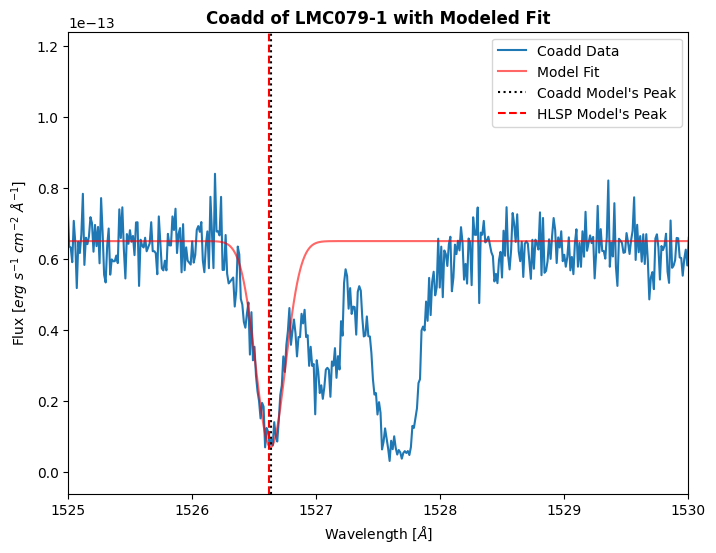 Coadd of LMC079-1 with Modeled Fit
1e−13
Coadd Data
Model Fit
Coadd Model's Peak
HLSP Model's Peak
Flux [erg s⁻¹ cm⁻² Å⁻¹]
1.2
1.0
0.8
0.6
0.4
0.2
0.0
1525 1526 1527 1528 1529 1530
Wavelength [Å]